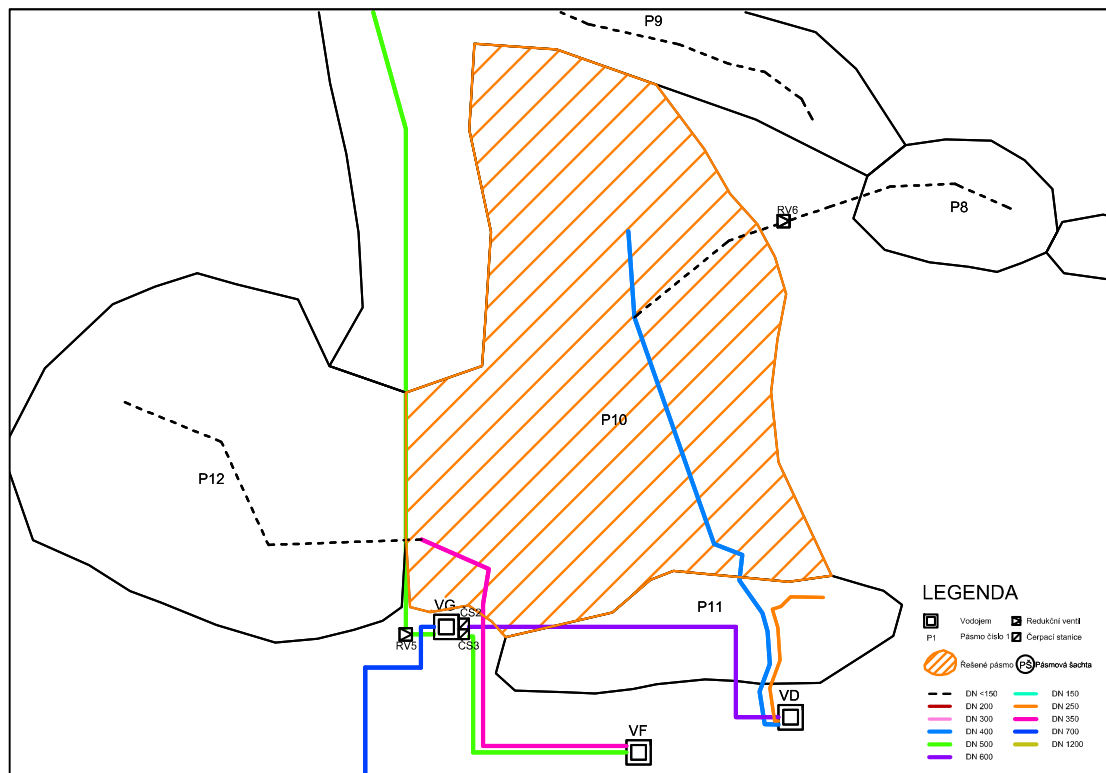 P9
P8
RV6
P10
P12
P11
VG
CS2
CS3
RV5
VF
VD
LEGENDA
Vodojem
Redukční ventil
P1 Pásmo číslo 1
Čerpací stanice
Řešené pásmo
PŠ Pásmová šachta
DN <150 DN 150
DN 200 DN 250
DN 300 DN 350
DN 400 DN 700
DN 500 DN 1200
DN 600